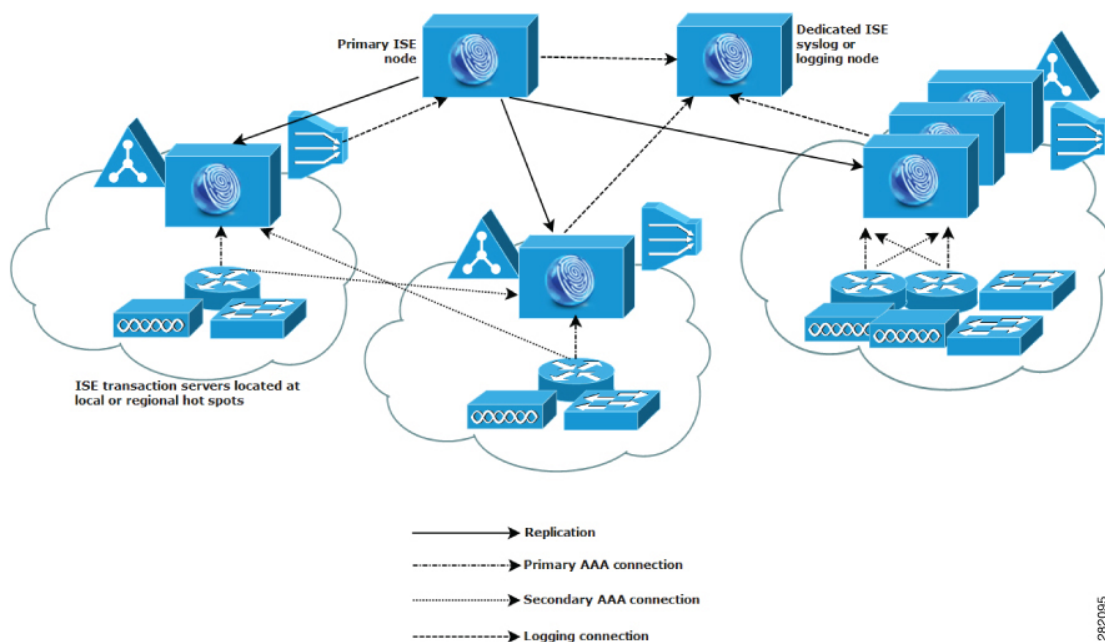 Primary ISE
node
Dedicated ISE
syslog or
logging node
ISE transaction servers located at
local or regional hot spots
Replication
Primary AAA connection
Secondary AAA connection
Logging connection
282095